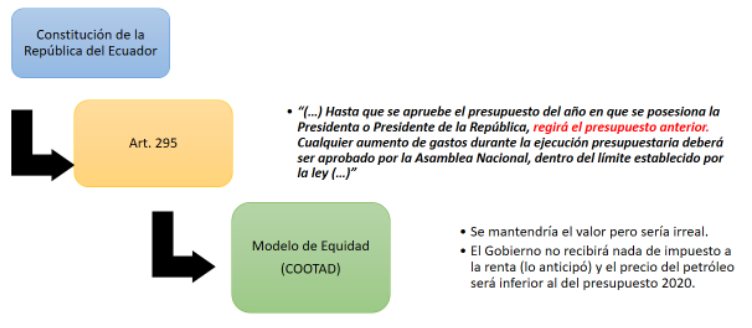 Constitución de la
República del Ecuador
Art. 295
• “(…) Hasta que se apruebe el presupuesto del año en que se posesiona la
Presidenta o Presidente de la República, regirá el presupuesto anterior.
Cualquier aumento de gastos durante la ejecución presupuestaria deberá
ser aprobado por la Asamblea Nacional, dentro del límite establecido por
la ley (…)”
Modelo de Equidad
(COOTAD)
• Se mantendría el valor pero sería irreal.
• El Gobierno no recibirá nada de impuesto a
la renta (lo anticipó) y el precio del petróleo
será inferior al del presupuesto 2020.